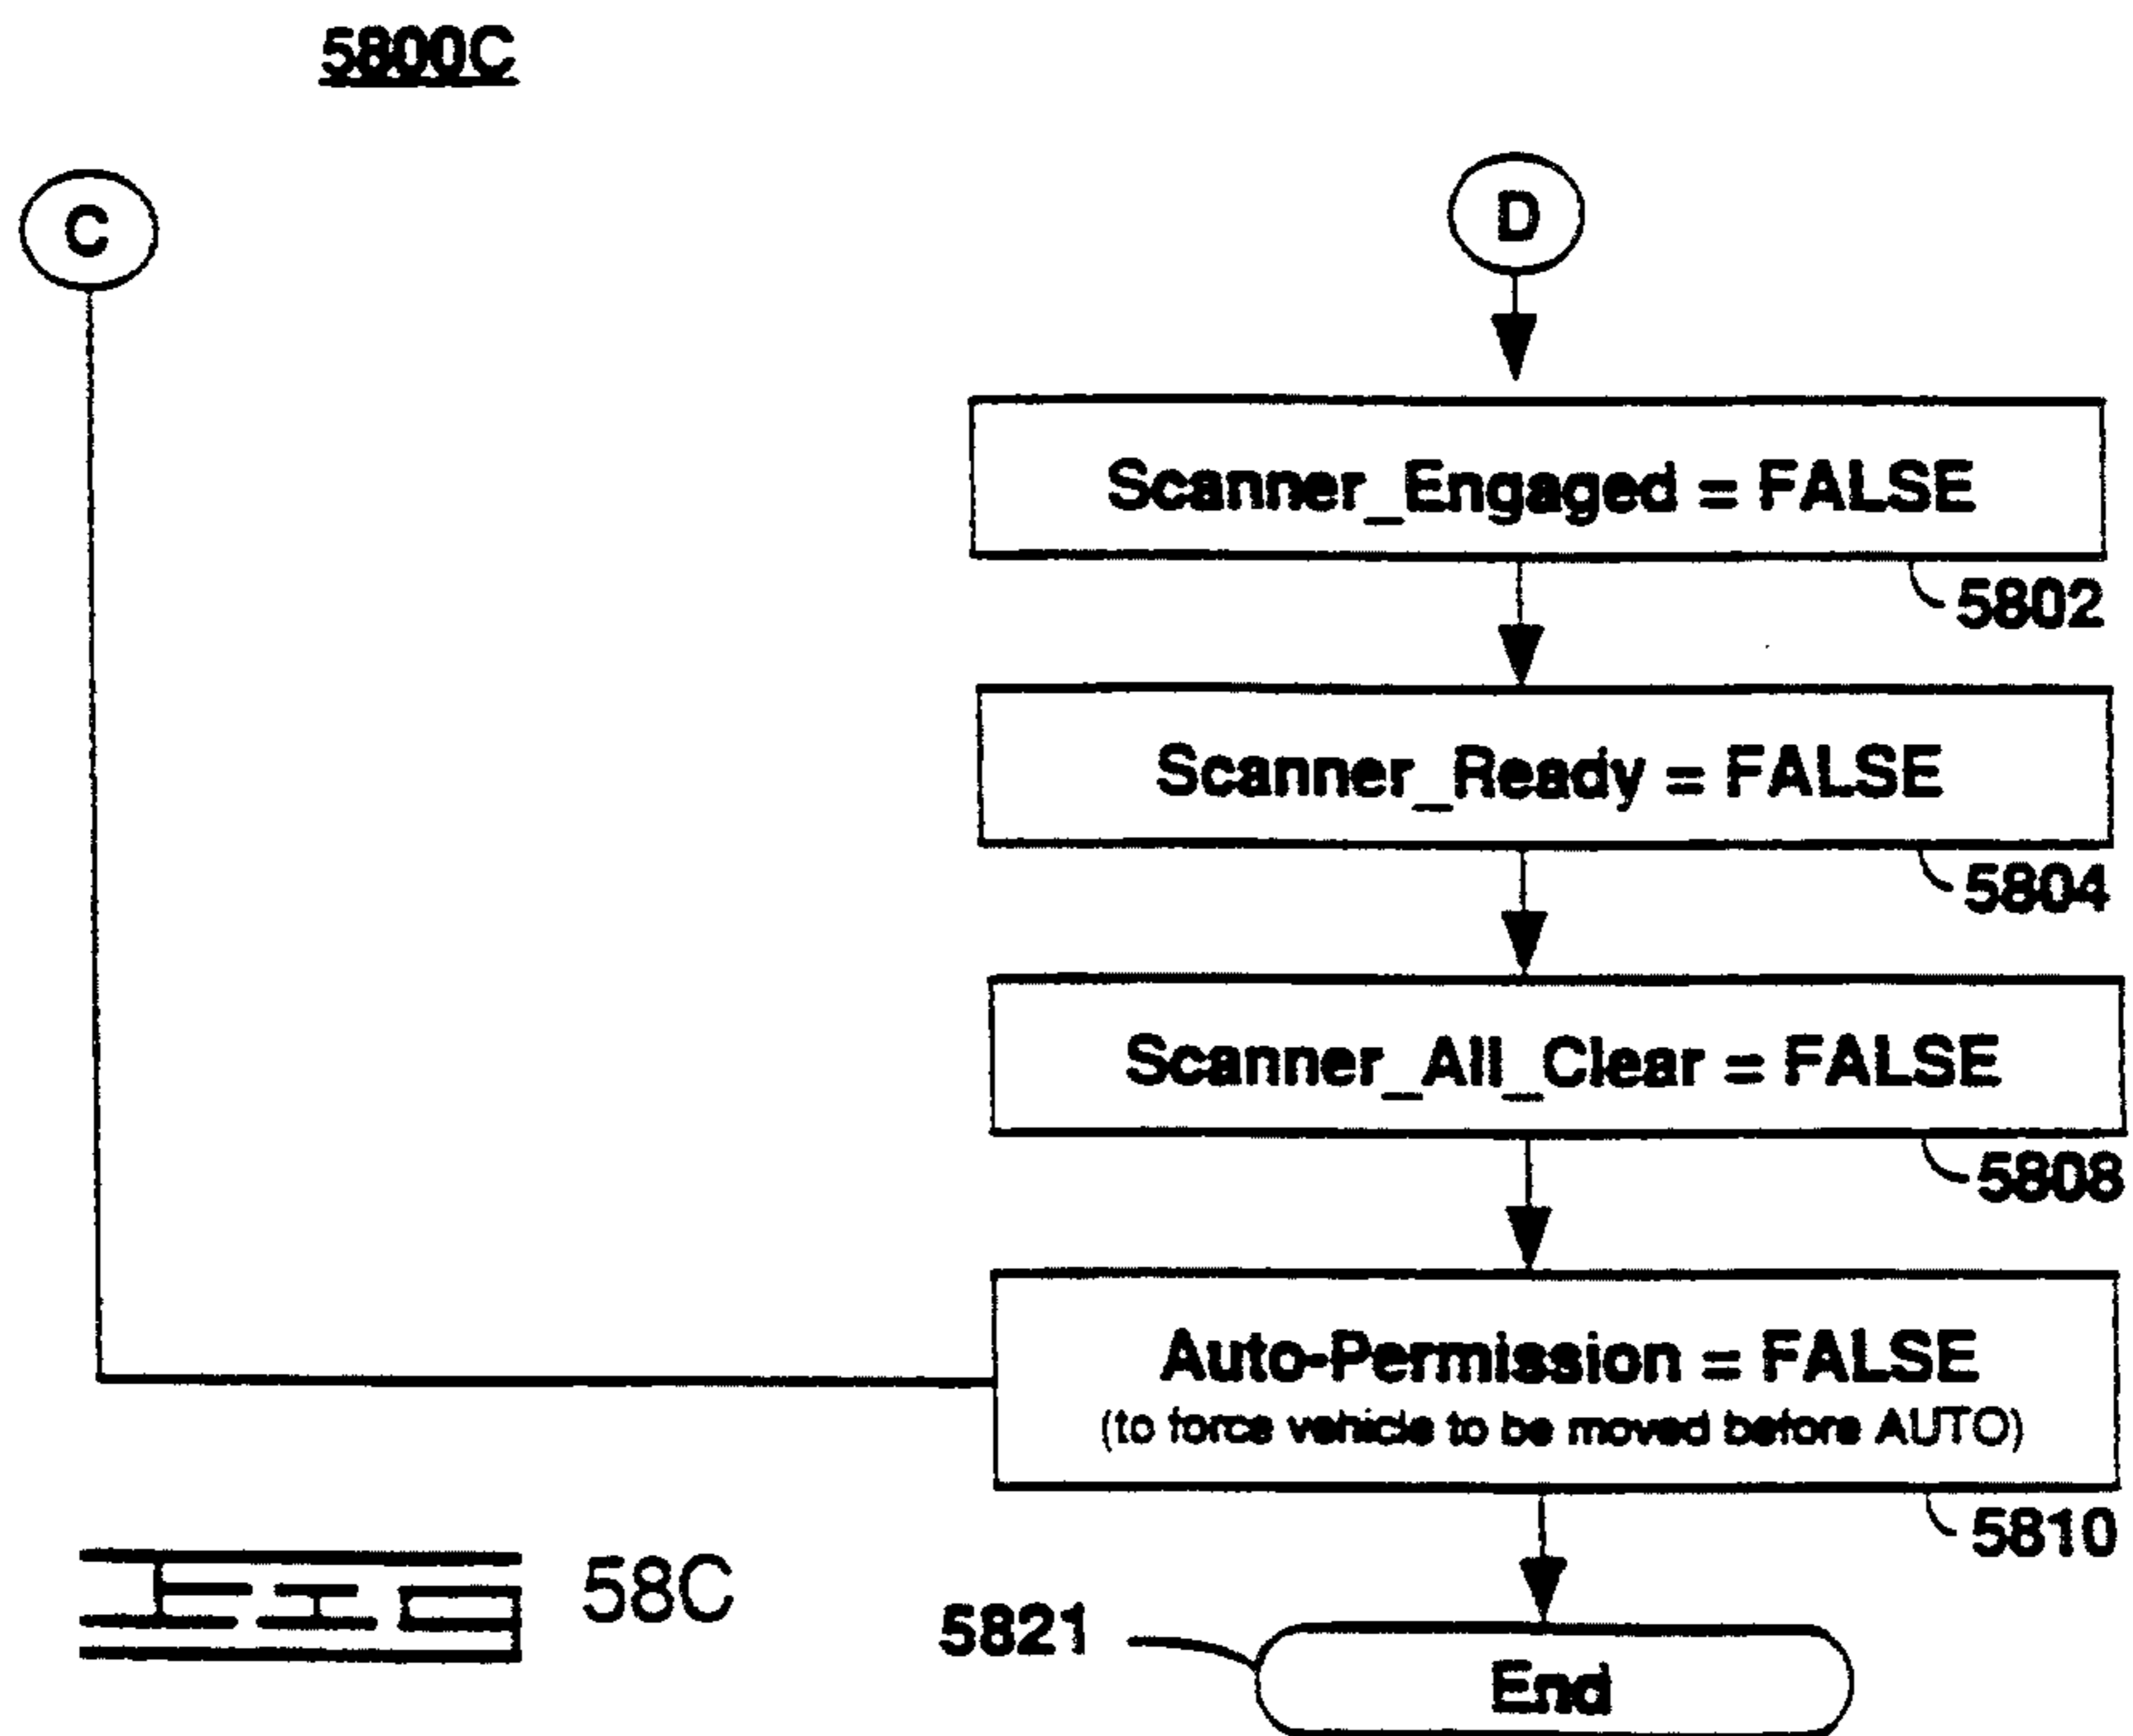 5800C
C
D
Scanner_Engaged = FALSE
5802
Scanner_Ready = FALSE
5804
Scanner_All_Clear = FALSE
5808
Auto-Permission = FALSE
(to force vehicle to be moved before AUTO)
5810
Fig 58C
5821
End